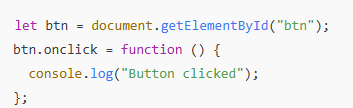 let btn = document.getElementById("btn");
btn.onclick = function () {
  console.log("Button clicked");
};